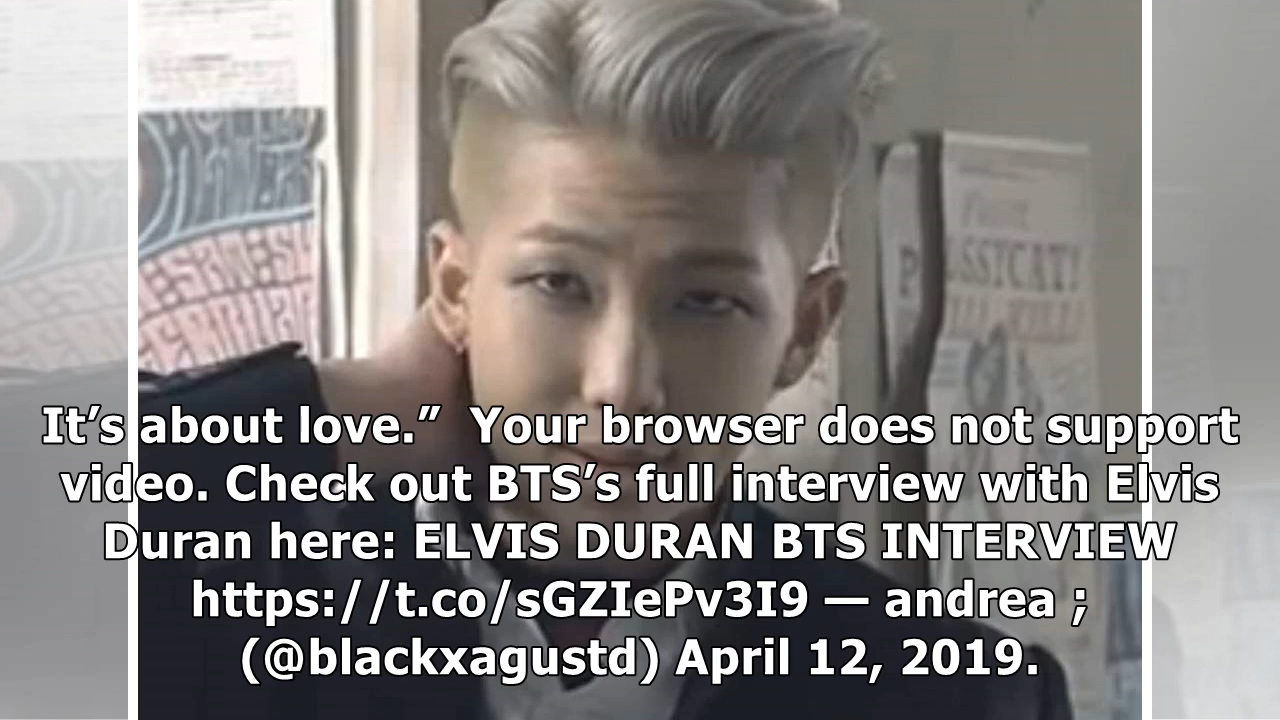 It’s about love.”  Your browser does not support
video. Check out BTS’s full interview with Elvis
Duran here: ELVIS DURAN BTS INTERVIEW
https://t.co/sGZIePv3I9 — andrea ;
(@blackxagustd) April 12, 2019.